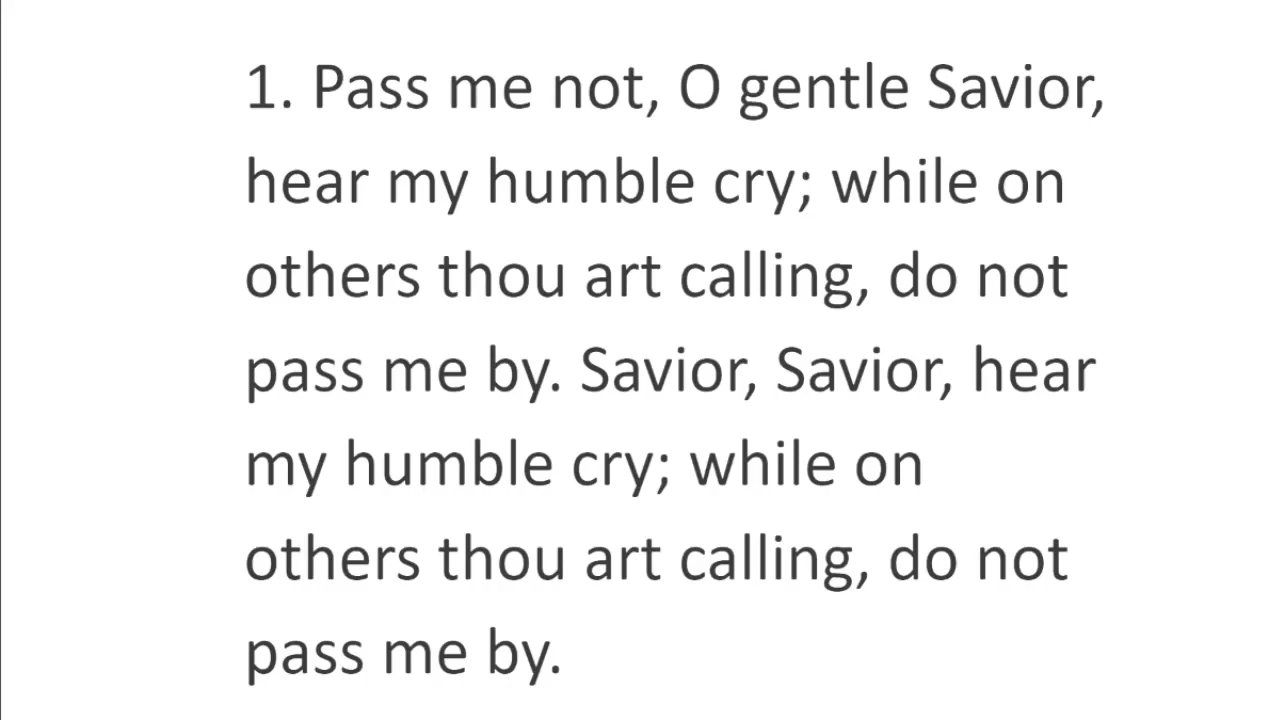 1. Pass me not, O gentle Savior,
hear my humble cry; while on
others thou art calling, do not
pass me by. Savior, Savior, hear
my humble cry; while on
others thou art calling, do not
pass me by.